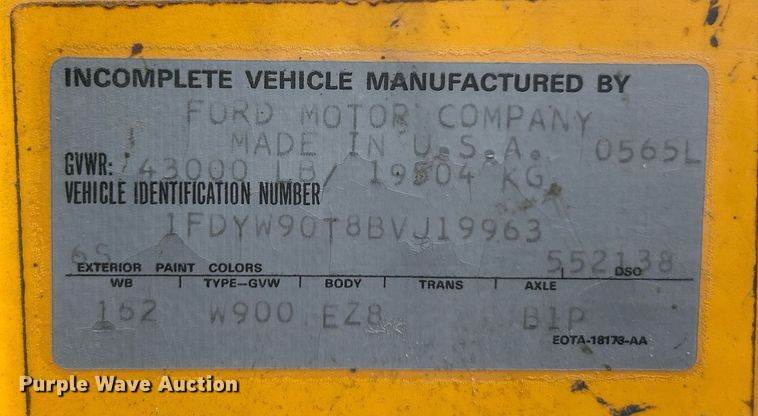 INCOMPLETE VEHICLE MANUFACTURED BY
FORD MOTOR COMPANY
MADE IN U.S.A. 0565L
GVWR: 43000 LB/ 19504 KG
VEHICLE IDENTIFICATION NUMBER
1FDYW90T8BVJ19963
6S 552138
EXTERIOR PAINT COLORS DSO
WB TYPE-GVW BODY TRANS AXLE
162 W900 EZ8 B1P
EOTA-18173-AA
Purple Wave Auction